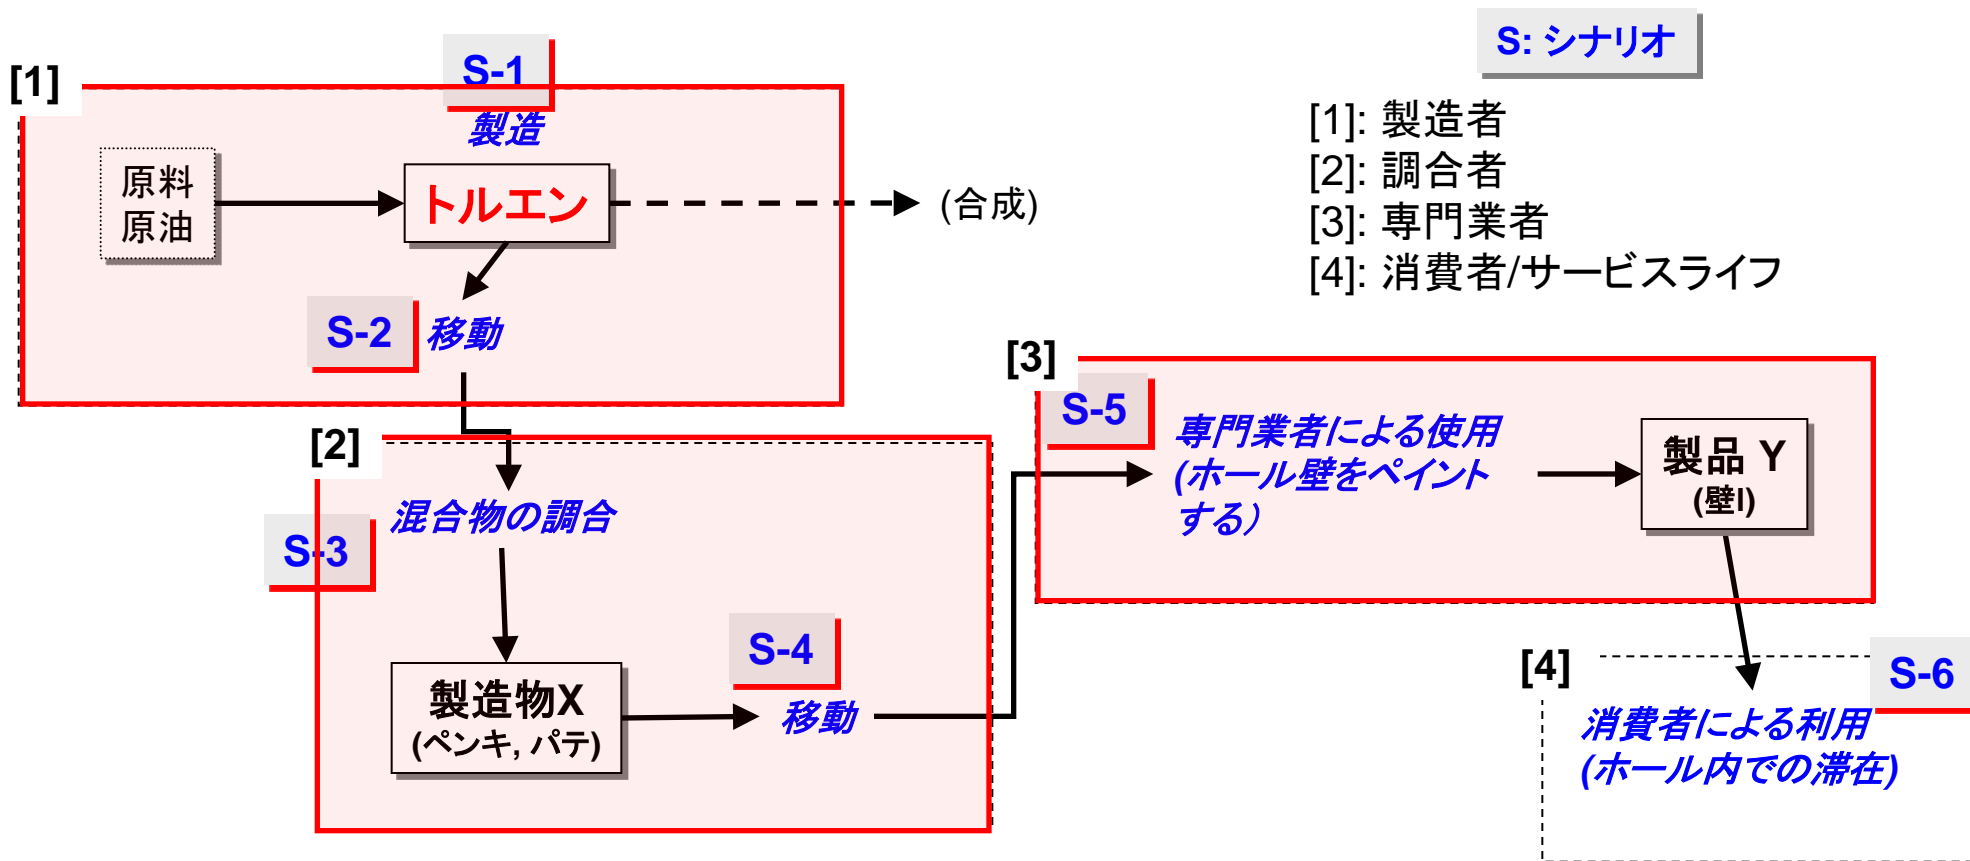 S: シナリオ
[1]: 製造者
[2]: 調合者
[3]: 専門業者
[4]: 消費者/サービスライフ
[1]
S-1
製造
原料
原油
トルエン
(合成)
S-2
移動
[2]
S-3
混合物の調合
製造物X
(ペンキ, パテ)
S-4
移動
[3]
S-5
専門業者による使用
(ホール壁をペイント
する）
製品 Y
(壁I)
[4]
S-6
消費者による利用
(ホール内での滞在)